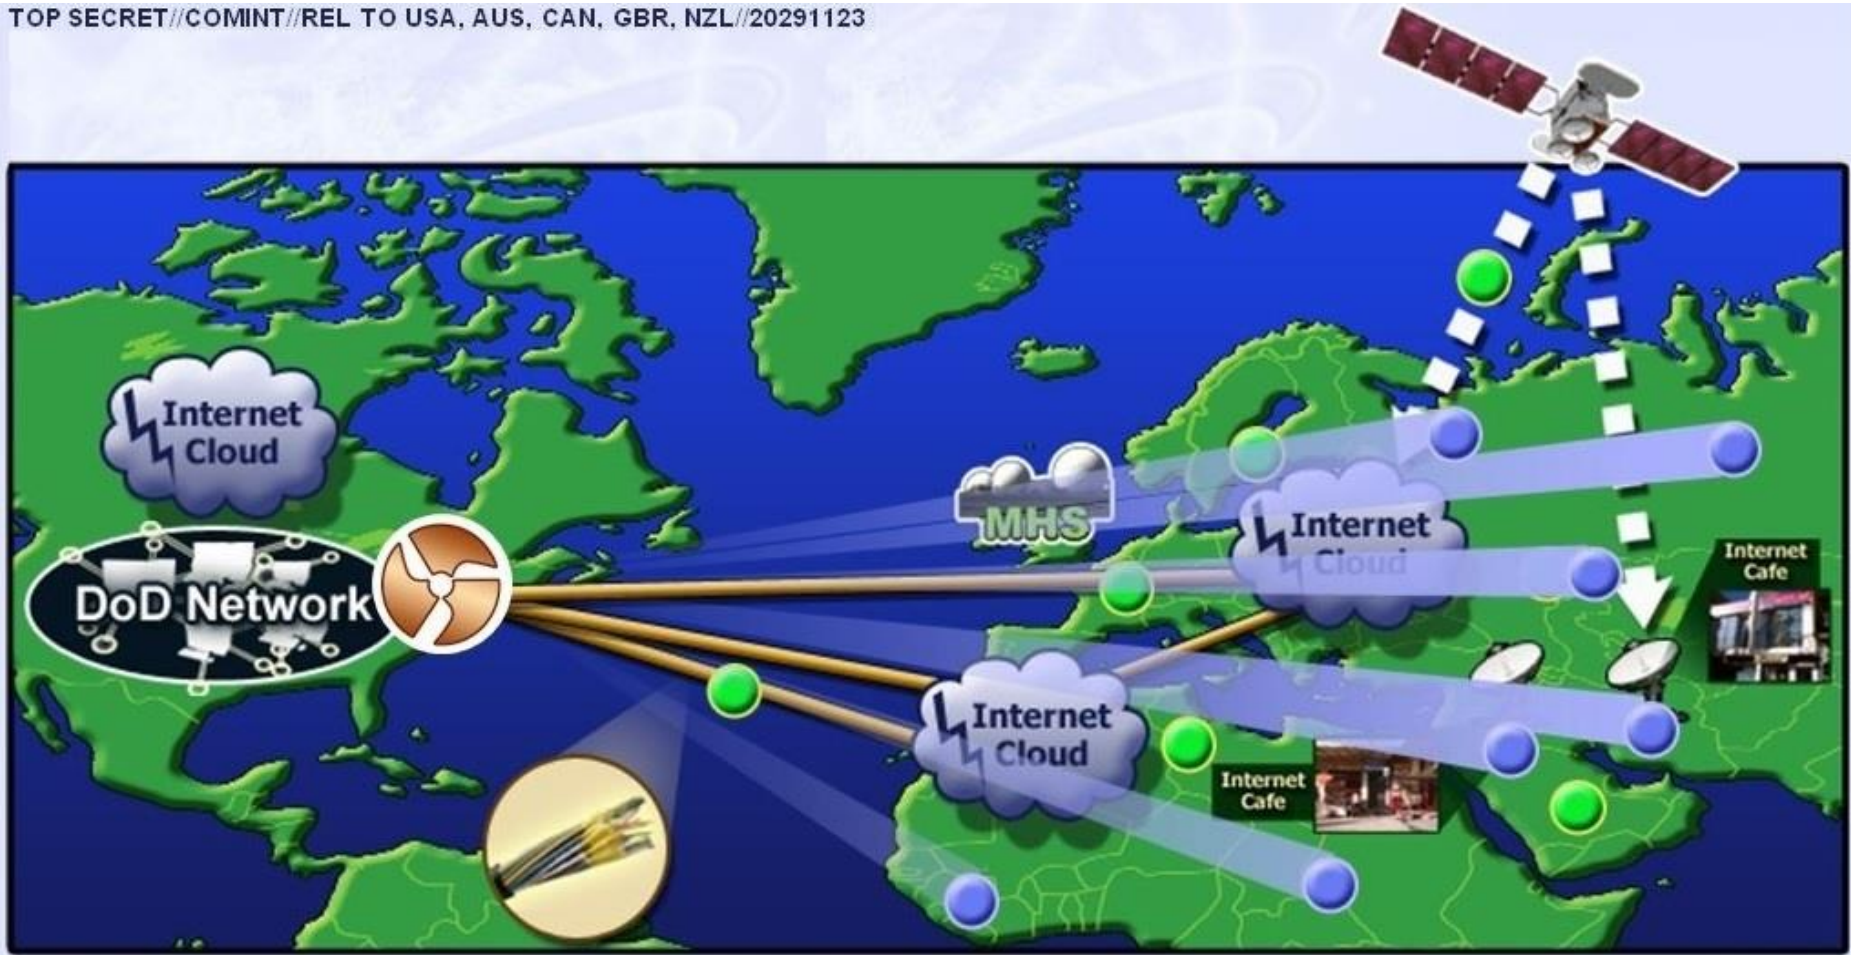 TOP SECRET//COMINT//REL TO USA, AUS, CAN, GBR, NZL//20291123
Internet
Cloud
DoD Network
MHS
Internet
Cloud
Internet
Cafe
Internet
Cloud
Internet
Cafe